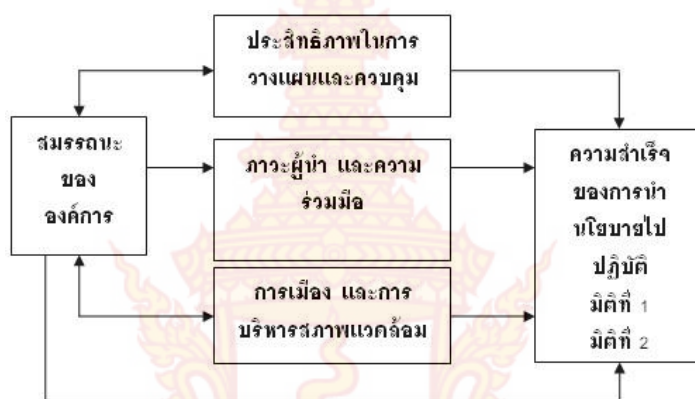 ประสิทธิภาพในการ
วางแผนและควบคุม
สมรรถนะ
ของ
องค์การ
ภาวะผู้นำ และความ
ร่วมมือ
การเมือง และการ
บริหารสภาพแวดล้อม
ความสำเร็จ
ของการนำ
นโยบายไป
ปฏิบัติ
มิติที่ 1
มิติที่ 2